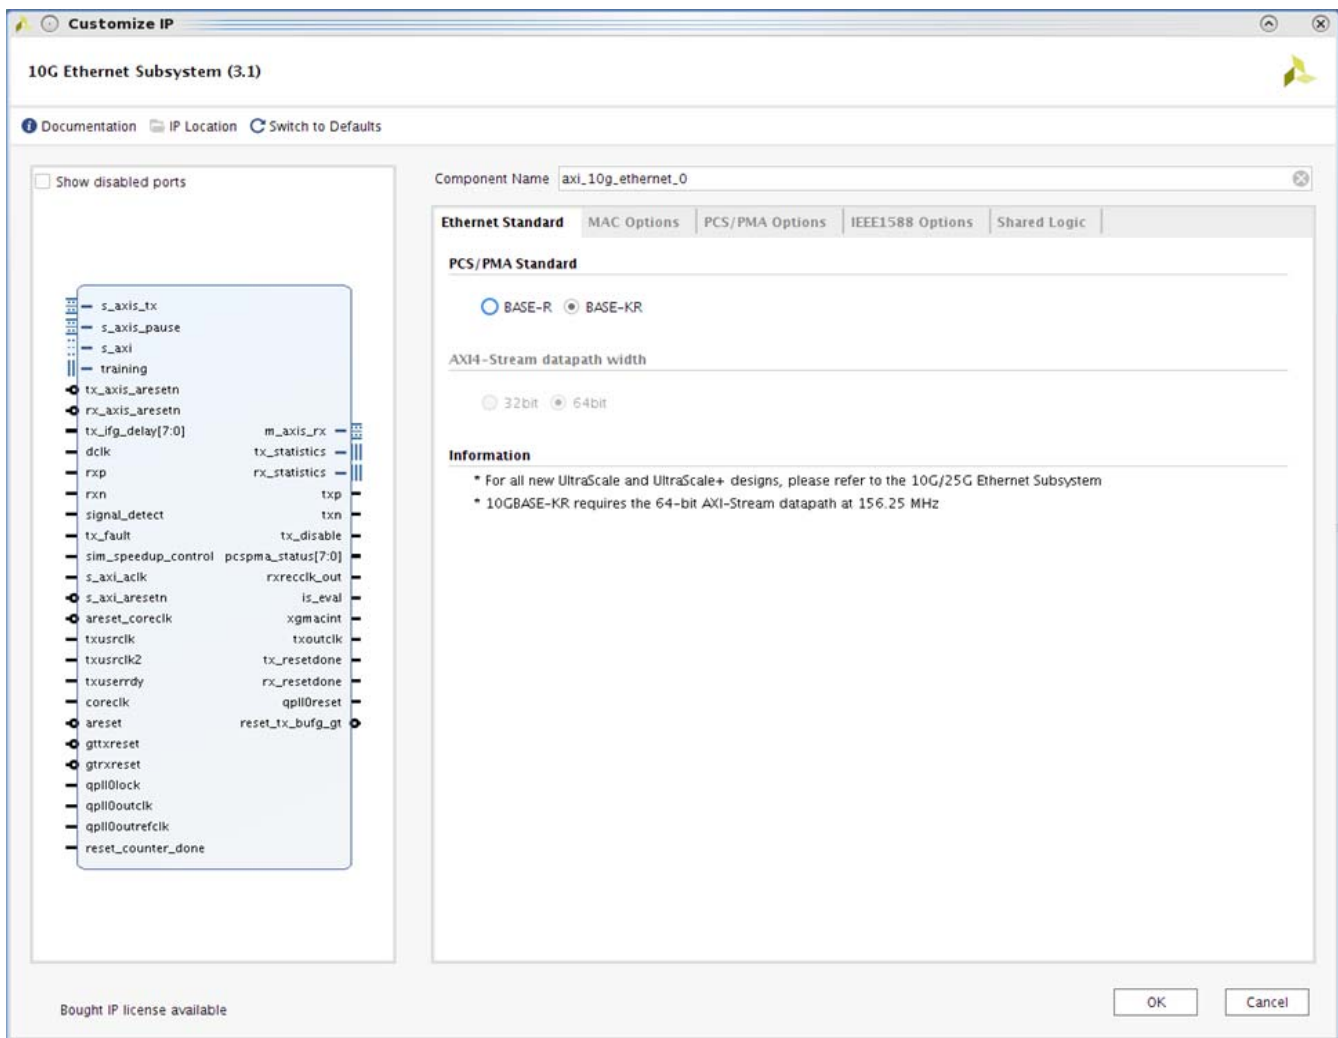 Customize IP
10G Ethernet Subsystem (3.1)
Documentation IP Location Switch to Defaults
Show disabled ports
s_axis_tx
s_axis_pause
s_axi
training
tx_axis_aresetn
rx_axis_aresetn
tx_ifg_delay[7:0] m_axis_rx
dclk tx_statistics
rxp rx_statistics
rxn txp
signal_detect txn
tx_fault tx_disable
sim_speedup_control pcspma_status[7:0]
s_axi_aclk rxrecclk_out
s_axi_aresetn is_eval
areset_coreclk xgmacint
txusrclk txoutclk
txusrclk2 tx_resetdone
txuserrdy rx_resetdone
coreclk qpll0reset
areset reset_tx_bufg_gt
gttxreset
gtrxreset
qpll0lock
qpll0outclk
qpll0outrefclk
reset_counter_done
Component Name axi_10g_ethernet_0
Ethernet Standard MAC Options PCS/PMA Options IEEE1588 Options Shared Logic
PCS/PMA Standard
BASE-R BASE-KR
AXI4-Stream datapath width
32bit 64bit
Information
* For all new UltraScale and UltraScale+ designs, please refer to the 10G/25G Ethernet Subsystem
* 10GBASE-KR requires the 64-bit AXI-Stream datapath at 156.25 MHz
Bought IP license available
OK Cancel